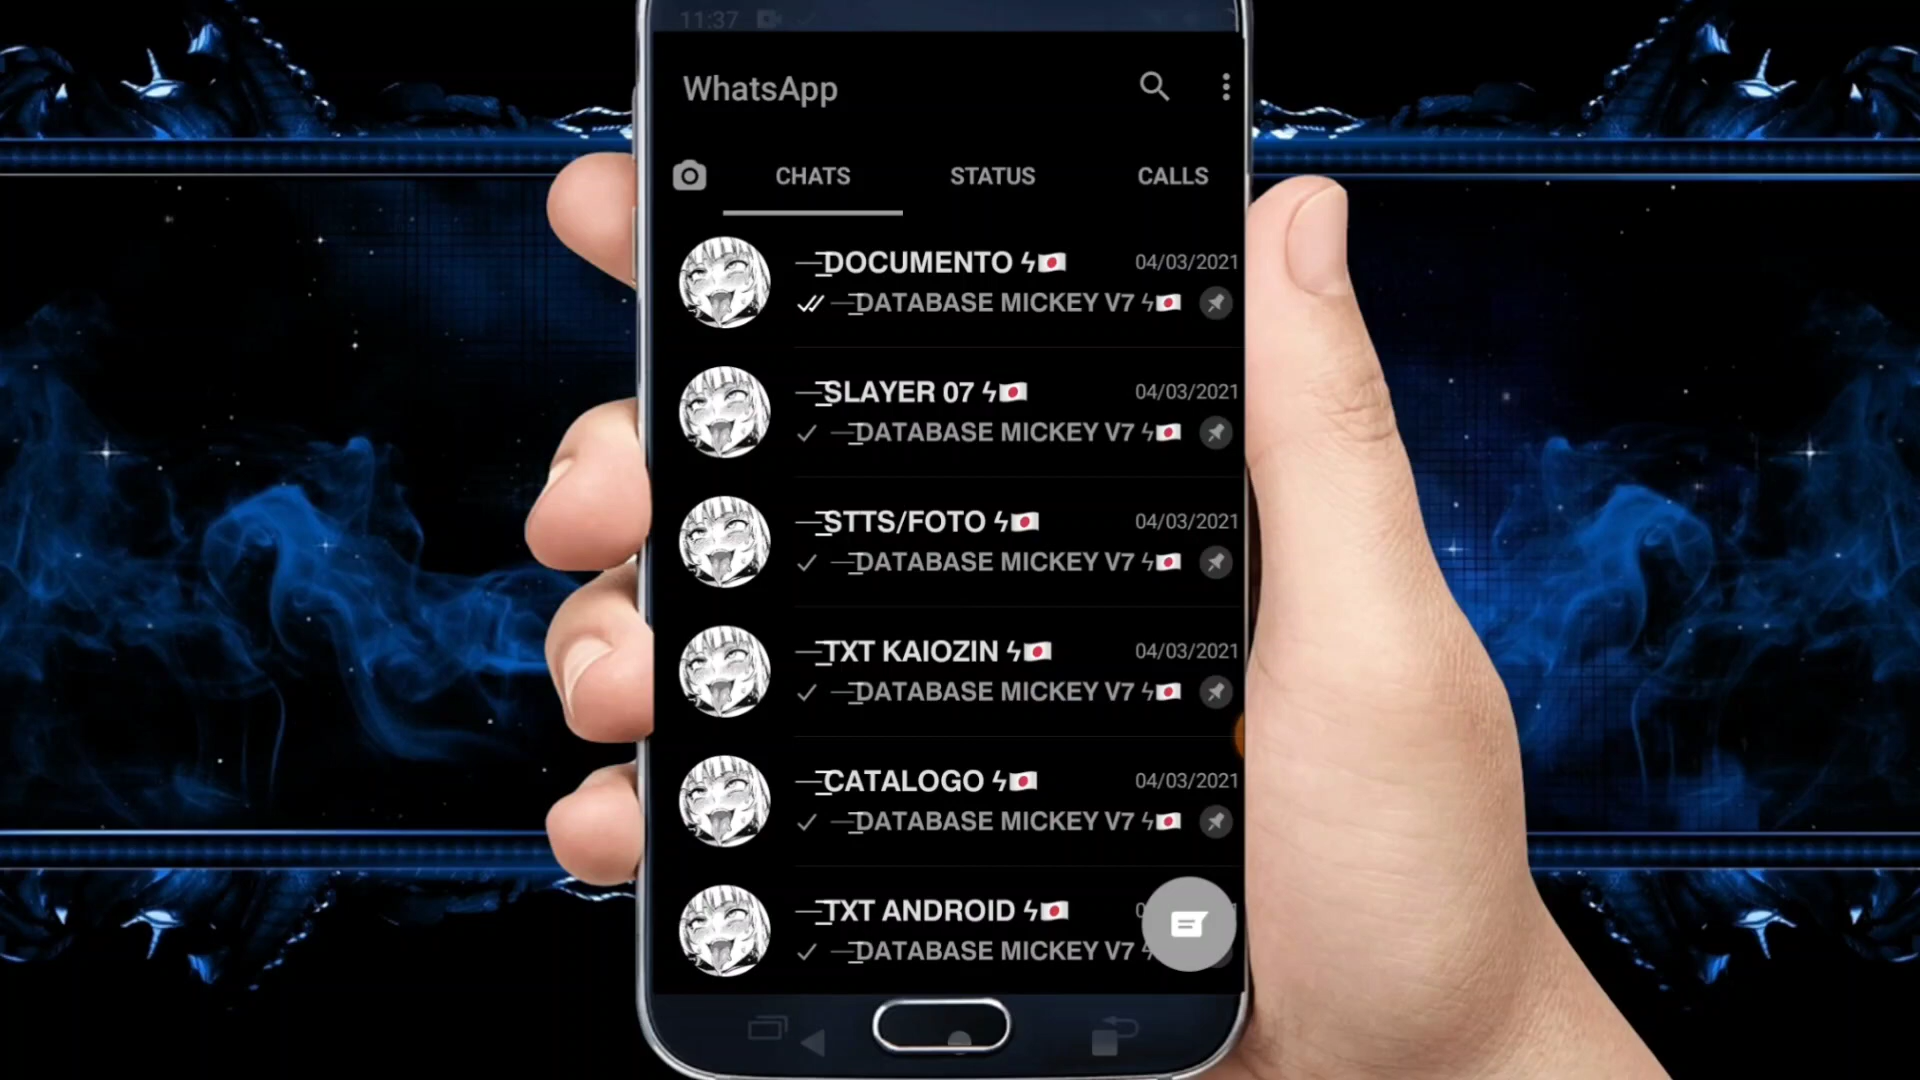 11:37
WhatsApp
CHATS STATUS CALLS
—͟͞DOCUMENTO ϟ🇯🇵 04/03/2021
—͟͞DATABASE MICKEY V7 ϟ🇯🇵
—͟͞SLAYER 07 ϟ🇯🇵 04/03/2021
—͟͞DATABASE MICKEY V7 ϟ🇯🇵
—͟͞STTS/FOTO ϟ🇯🇵 04/03/2021
—͟͞DATABASE MICKEY V7 ϟ🇯🇵
—͟͞TXT KAIOZIN ϟ🇯🇵 04/03/2021
—͟͞DATABASE MICKEY V7 ϟ🇯🇵
—͟͞CATALOGO ϟ🇯🇵 04/03/2021
—͟͞DATABASE MICKEY V7 ϟ🇯🇵
—͟͞TXT ANDROID ϟ🇯🇵
—͟͞DATABASE MICKEY V7